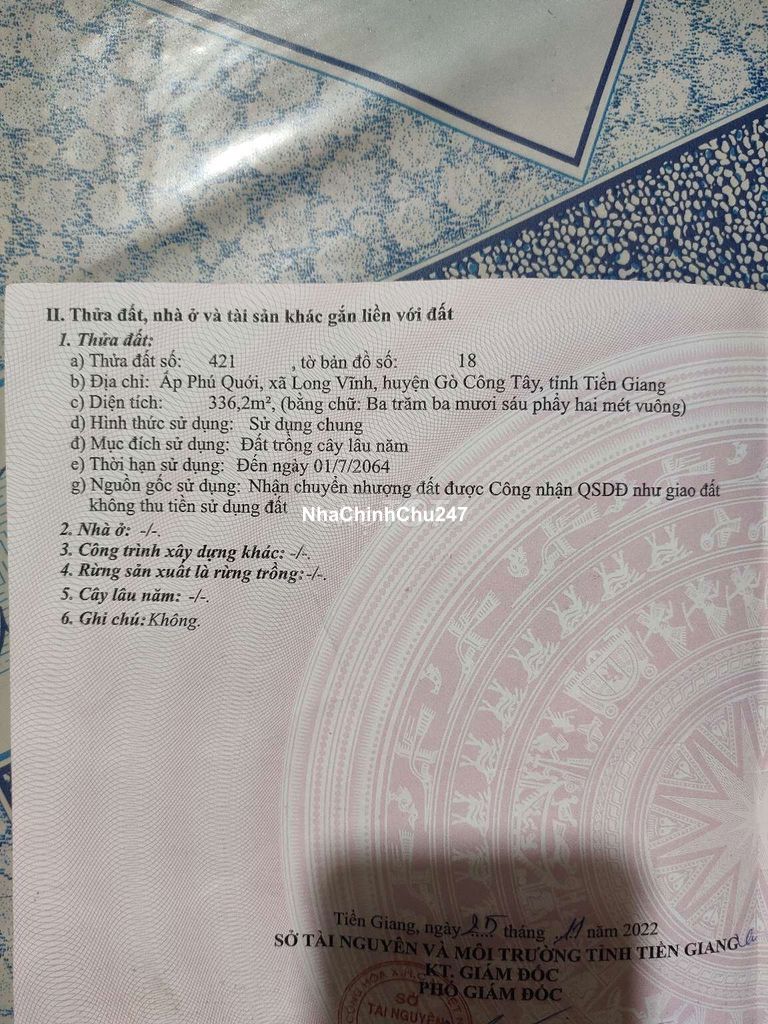 II. Thửa đất, nhà ở và tài sản khác gắn liền với đất
1. Thửa đất:
a) Thửa đất số: 421 , tờ bản đồ số: 18
b) Địa chỉ: Ấp Phú Quới, xã Long Vĩnh, huyện Gò Công Tây, tỉnh Tiền Giang
c) Diện tích: 336,2m², (bằng chữ: Ba trăm ba mươi sáu phẩy hai mét vuông)
d) Hình thức sử dụng: Sử dụng chung
đ) Mục đích sử dụng: Đất trồng cây lâu năm
e) Thời hạn sử dụng: Đến ngày 01/7/2064
g) Nguồn gốc sử dụng: Nhận chuyển nhượng đất được Công nhận QSDĐ như giao đất
không thu tiền sử dụng đất
NhaChinhChu247
2. Nhà ở: -/-.
3. Công trình xây dựng khác: -/-.
4. Rừng sản xuất là rừng trồng: -/-.
5. Cây lâu năm: -/-.
6. Ghi chú: Không.
Tiền Giang, ngày 25 tháng 11 năm 2022
SỞ TÀI NGUYÊN VÀ MÔI TRƯỜNG TỈNH TIỀN GIANG
KT. GIÁM ĐỐC
PHÓ GIÁM ĐỐC
SỞ
TÀI NGUYÊN